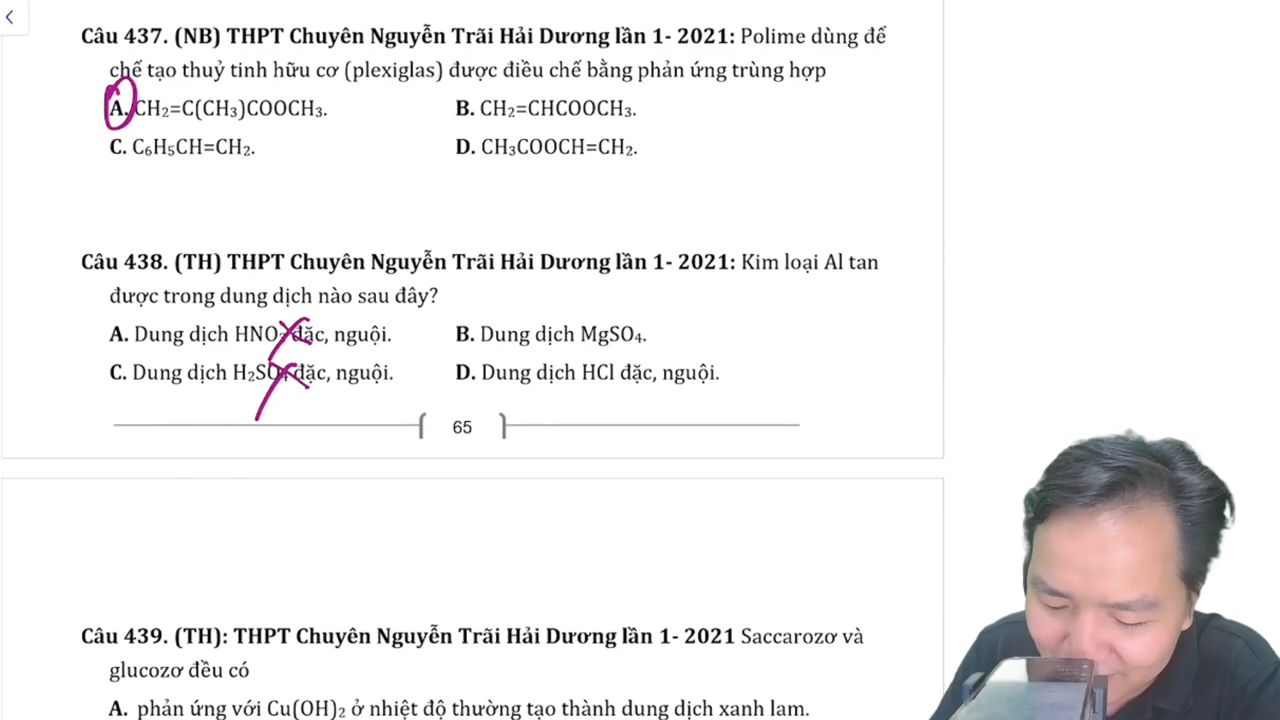 Câu 437. (NB) THPT Chuyên Nguyễn Trãi Hải Dương lần 1- 2021: Polime dùng để
chế tạo thuỷ tinh hữu cơ (plexiglas) được điều chế bằng phản ứng trùng hợp
A. CH₂=C(CH₃)COOCH₃. B. CH₂=CHCOOCH₃.
C. C₆H₅CH=CH₂. D. CH₃COOCH=CH₂.
Câu 438. (TH) THPT Chuyên Nguyễn Trãi Hải Dương lần 1- 2021: Kim loại Al tan
được trong dung dịch nào sau đây?
A. Dung dịch HNO₃ đặc, nguội. B. Dung dịch MgSO₄.
C. Dung dịch H₂SO₄ đặc, nguội. D. Dung dịch HCl đặc, nguội.
65
Câu 439. (TH): THPT Chuyên Nguyễn Trãi Hải Dương lần 1- 2021 Saccarozơ và
glucozơ đều có
A. phản ứng với Cu(OH)₂ ở nhiệt độ thường tạo thành dung dịch xanh lam.